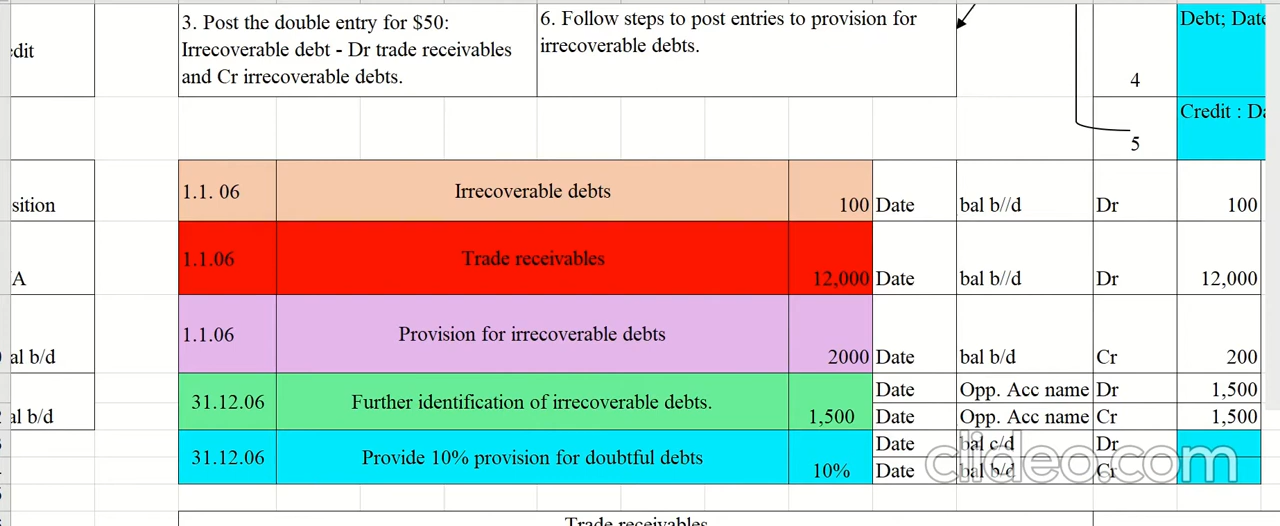 edit
3. Post the double entry for $50:
Irrecoverable debt - Dr trade receivables
and Cr irrecoverable debts.
6. Follow steps to post entries to provision for
irrecoverable debts.
4
Debt; Date
5
Credit : Da
sition
1.1. 06 Irrecoverable debts 100 Date bal b//d Dr 100
A
1.1.06 Trade receivables 12,000 Date bal b//d Dr 12,000
al b/d
1.1.06 Provision for irrecoverable debts 2000 Date bal b/d Cr 200
al b/d
31.12.06 Further identification of irrecoverable debts. 1,500
Date Opp. Acc name Dr 1,500
Date Opp. Acc name Cr 1,500
31.12.06 Provide 10% provision for doubtful debts 10%
Date bal c/d Dr
Date bal b/d Cr
clideo.com
Trade receivables